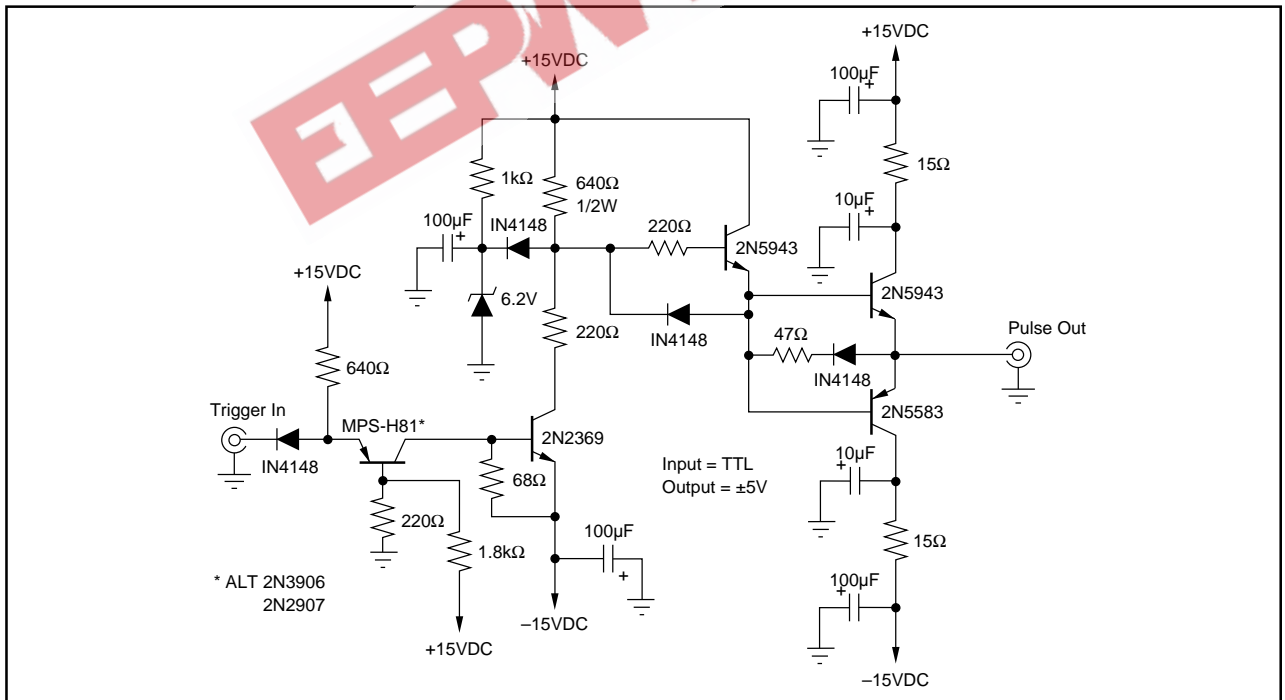 EEPW
+15VDC
100µF
+
+15VDC
15Ω
1kΩ
640Ω
1/2W
10µF
+
100µF
+
IN4148
220Ω
2N5943
+15VDC
6.2V
2N5943
220Ω
IN4148
47Ω
Pulse Out
640Ω
IN4148
Trigger In
MPS-H81*
2N5583
2N2369
IN4148
68Ω
Input = TTL
Output = ±5V
10µF
+
220Ω
100µF
+
15Ω
1.8kΩ
* ALT 2N3906
2N2907
100µF
+
–15VDC
+15VDC
–15VDC